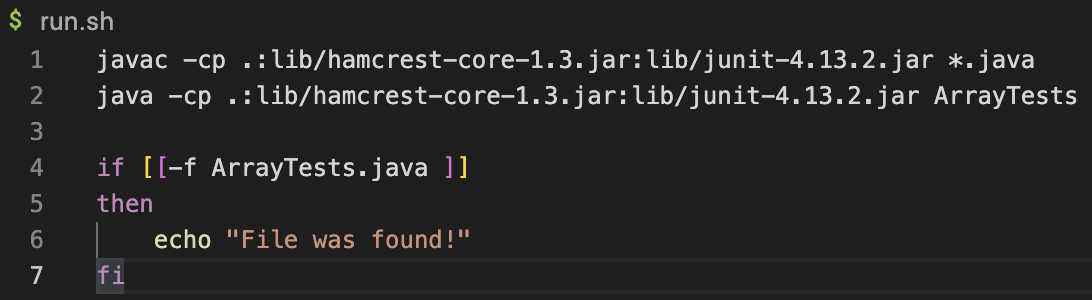 $ run.sh
1 javac -cp .:lib/hamcrest-core-1.3.jar:lib/junit-4.13.2.jar *.java
2 java -cp .:lib/hamcrest-core-1.3.jar:lib/junit-4.13.2.jar ArrayTests
3
4 if [[-f ArrayTests.java ]]
5 then
6     echo "File was found!"
7 fi